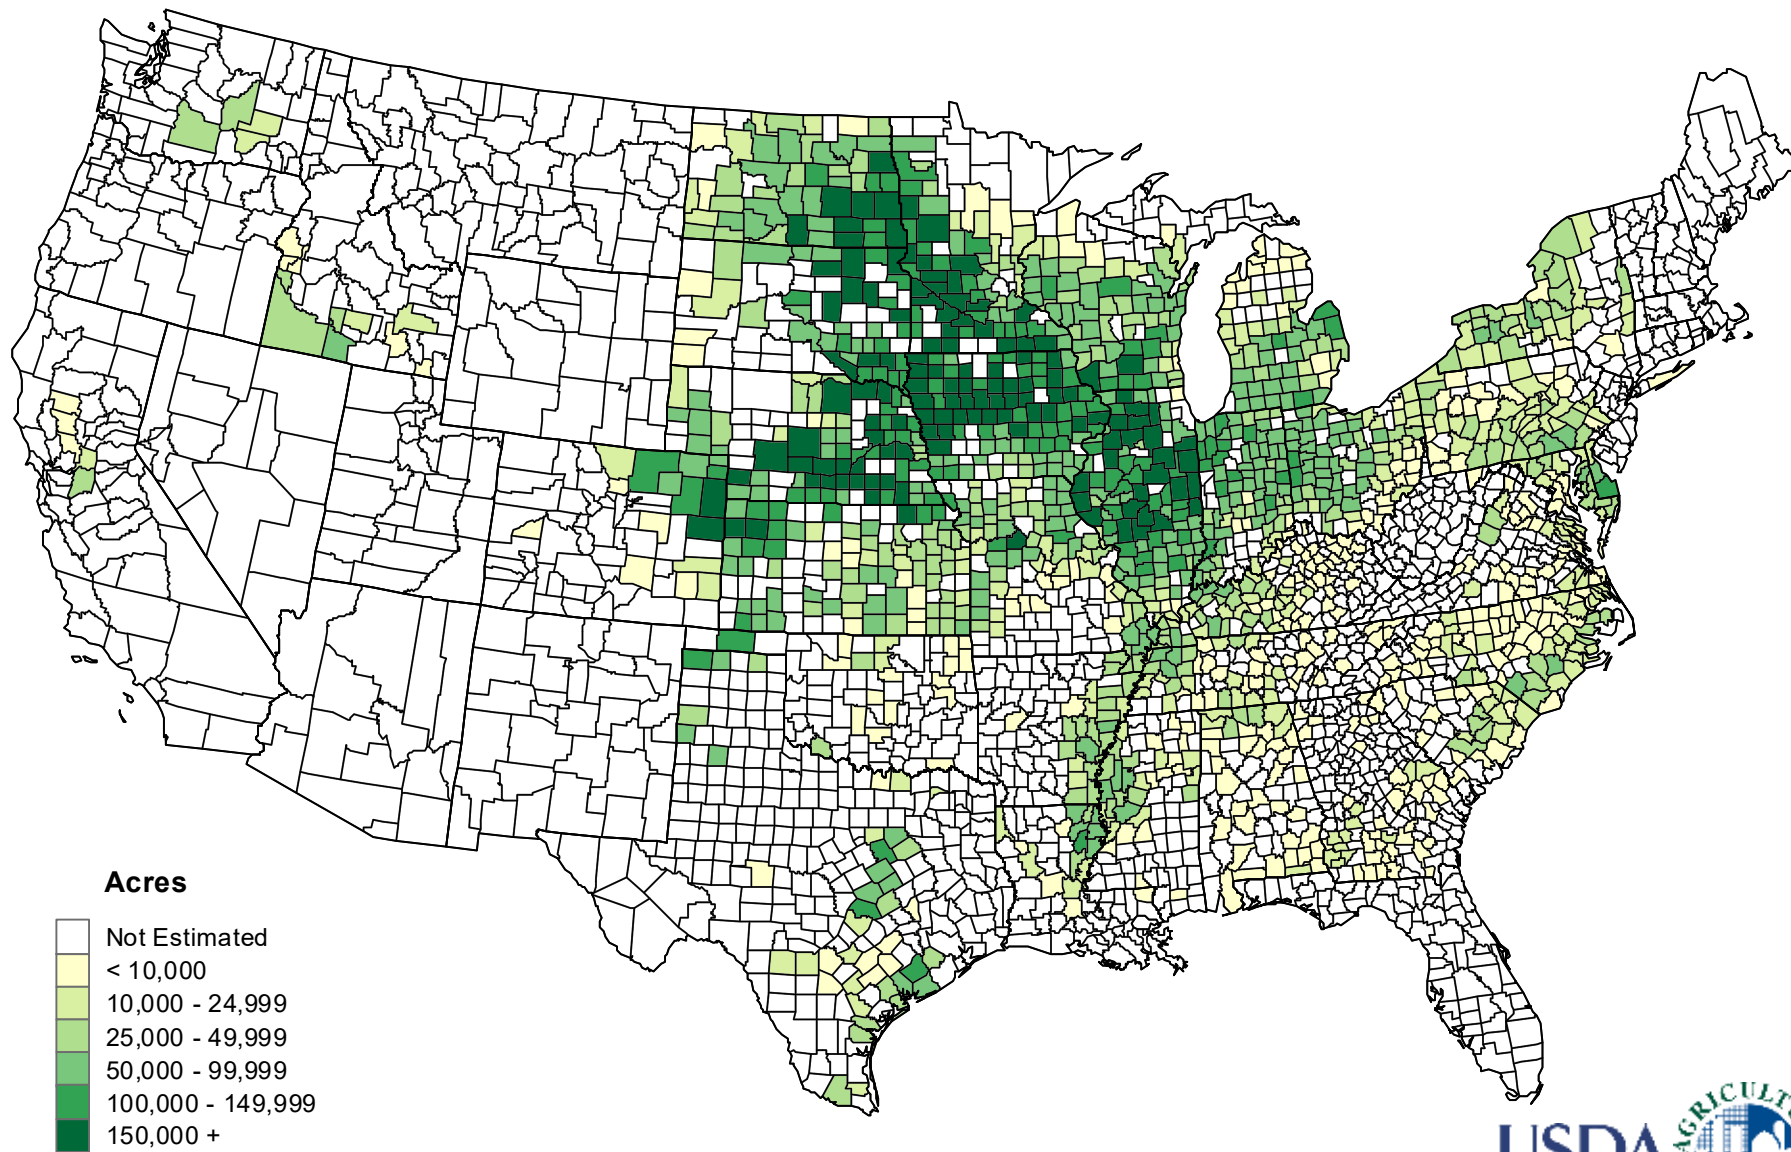 Acres
Not Estimated
< 10,000
10,000 - 24,999
25,000 - 49,999
50,000 - 99,999
100,000 - 149,999
150,000 +
USDA